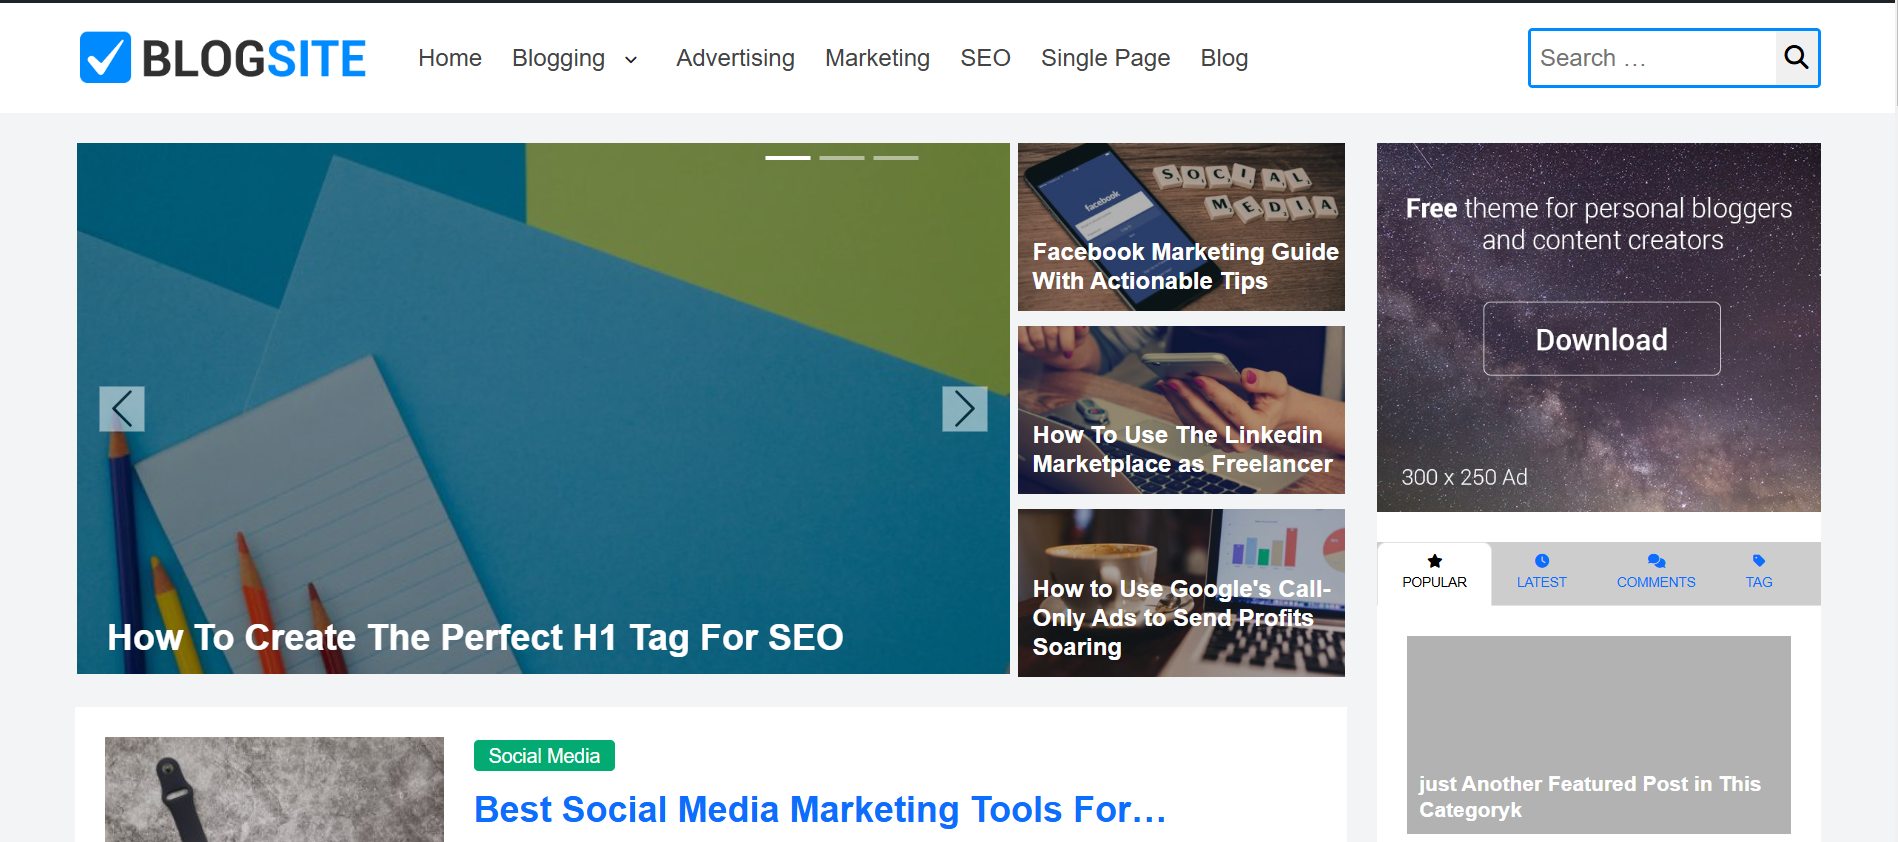 BLOGSITE
Home Blogging Advertising Marketing SEO Single Page Blog
Search …
How To Create The Perfect H1 Tag For SEO
SOCIAL
MEDIA
facebook
Facebook Marketing Guide
With Actionable Tips
How To Use The Linkedin
Marketplace as Freelancer
How to Use Google's Call-
Only Ads to Send Profits
Soaring
Free theme for personal bloggers
and content creators
Download
300 x 250 Ad
POPULAR LATEST COMMENTS TAG
just Another Featured Post in This
Categoryk
Social Media
Best Social Media Marketing Tools For…